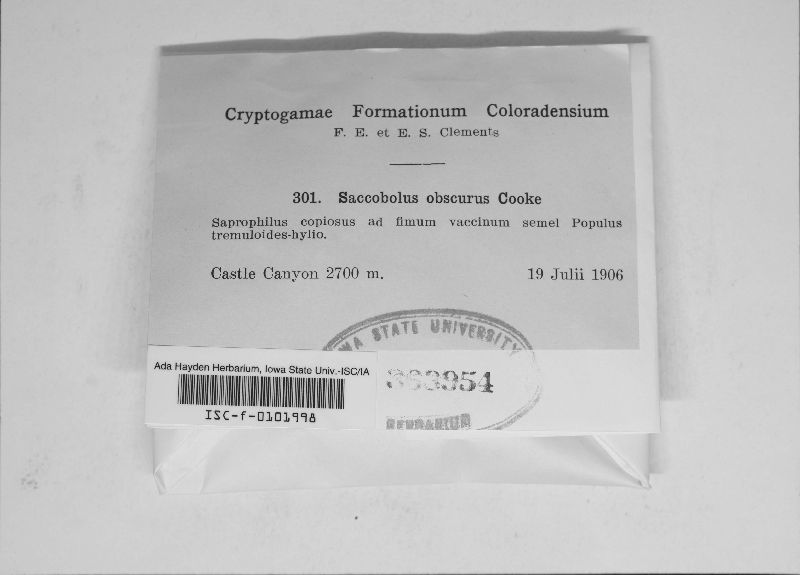 Cryptogamae Formationum Coloradensium
F. E. et E. S. Clements
301. Saccobolus obscurus Cooke
Saprophilus copiosus ad fimum vaccinum semel Populus
tremuloides-hylio.
Castle Canyon 2700 m. 19 Julii 1906
STATE UNIVERSITY
Ada Hayden Herbarium, Iowa State Univ.-ISC/IA
ISC-f-0101998
HERBARIUM